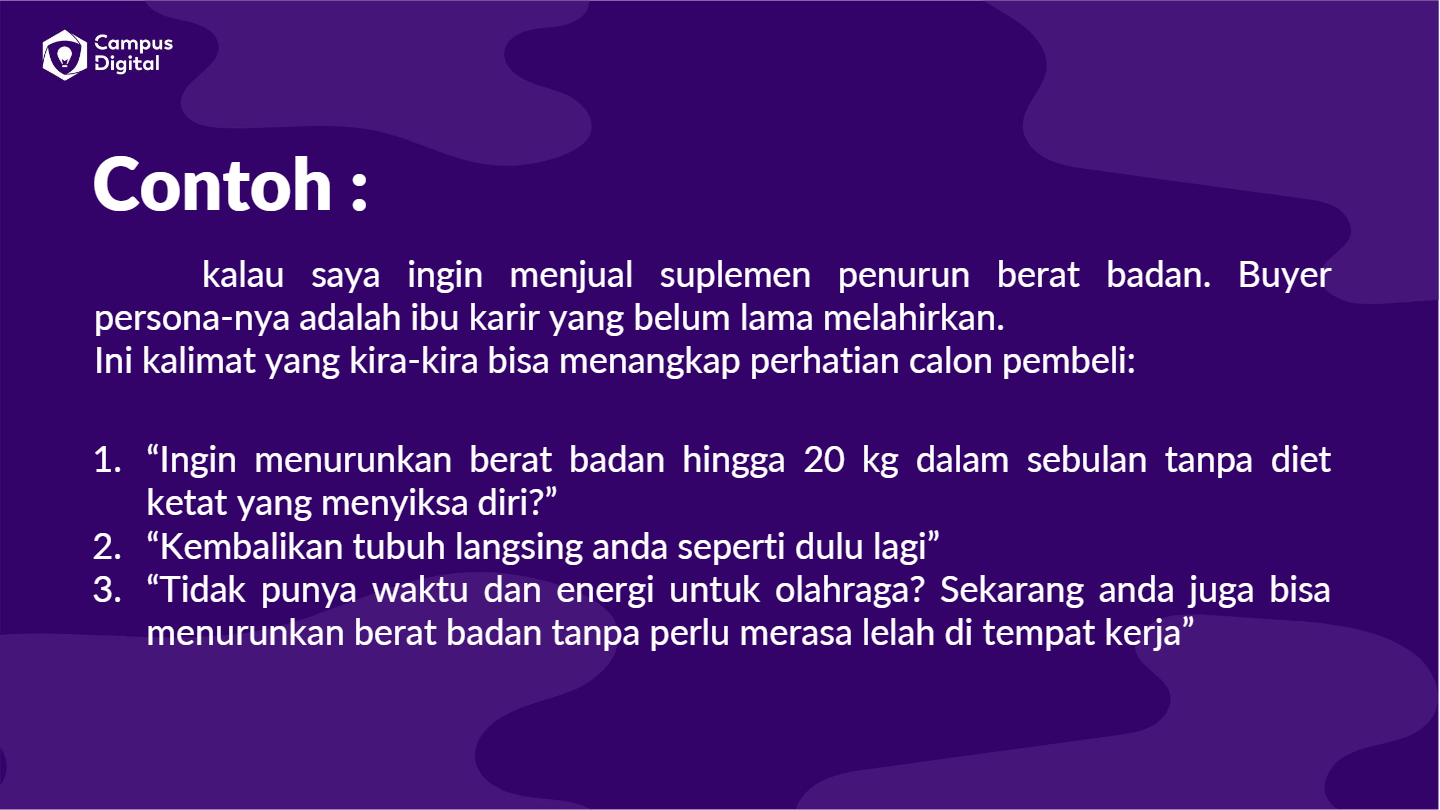 Campus
Digital
Contoh :
kalau saya ingin menjual suplemen penurun berat badan. Buyer
persona-nya adalah ibu karir yang belum lama melahirkan.
Ini kalimat yang kira-kira bisa menangkap perhatian calon pembeli:
1. “Ingin menurunkan berat badan hingga 20 kg dalam sebulan tanpa diet
ketat yang menyiksa diri?”
2. “Kembalikan tubuh langsing anda seperti dulu lagi”
3. “Tidak punya waktu dan energi untuk olahraga? Sekarang anda juga bisa
menurunkan berat badan tanpa perlu merasa lelah di tempat kerja”